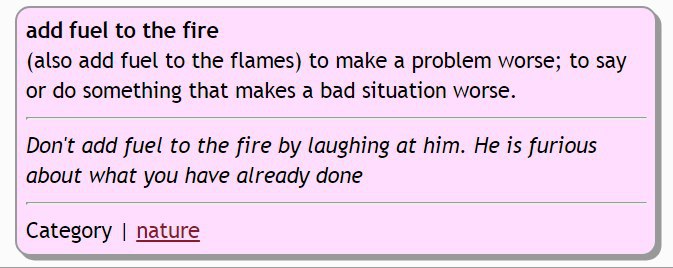 add fuel to the fire
(also add fuel to the flames) to make a problem worse; to say
or do something that makes a bad situation worse.
Don't add fuel to the fire by laughing at him. He is furious
about what you have already done
Category | nature